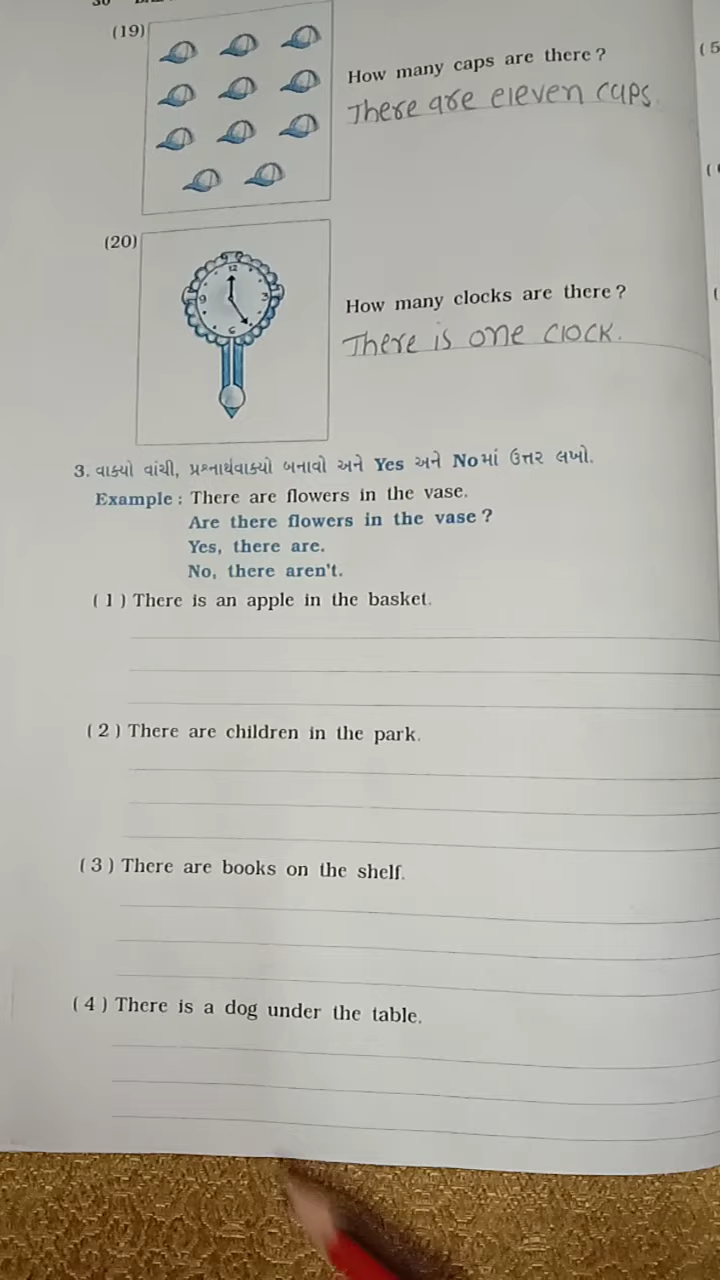 (19)
How many caps are there ?
There are eleven caps.
(20)
12
9
3
How many clocks are there ?
There is one clock.
3. વાક્યો વાંચી, પ્રશ્નાર્થવાક્યો બનાવો અને Yes અને Noમાં ઉત્તર લખો.
Example : There are flowers in the vase.
Are there flowers in the vase ?
Yes, there are.
No, there aren't.
( 1 ) There is an apple in the basket.
( 2 ) There are children in the park.
( 3 ) There are books on the shelf.
( 4 ) There is a dog under the table.